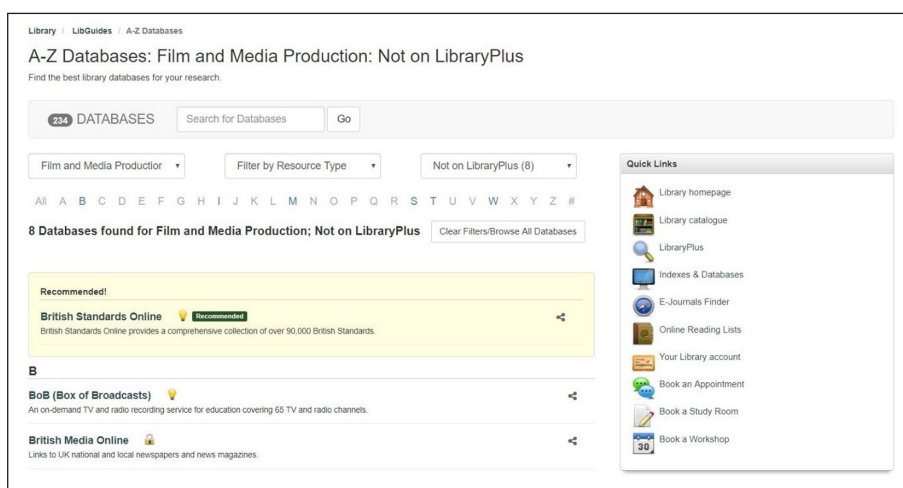 Library / LibGuides / A-Z Databases
A-Z Databases: Film and Media Production: Not on LibraryPlus
Find the best library databases for your research.
234 DATABASES Search for Databases Go
Film and Media Production Filter by Resource Type Not on LibraryPlus (8)
All A B C D E F G H I J K L M N O P Q R S T U V W X Y Z #
8 Databases found for Film and Media Production; Not on LibraryPlus Clear Filters/Browse All Databases
Recommended!
British Standards Online Recommended
British Standards Online provides a comprehensive collection of over 90,000 British Standards.
B
BoB (Box of Broadcasts)
An on-demand TV and radio recording service for education covering 65 TV and radio channels.
British Media Online
Links to UK national and local newspapers and news magazines.
Quick Links
Library homepage
Library catalogue
LibraryPlus
Indexes & Databases
E-Journals Finder
Online Reading Lists
Your Library account
Book an Appointment
Book a Study Room
30 Book a Workshop